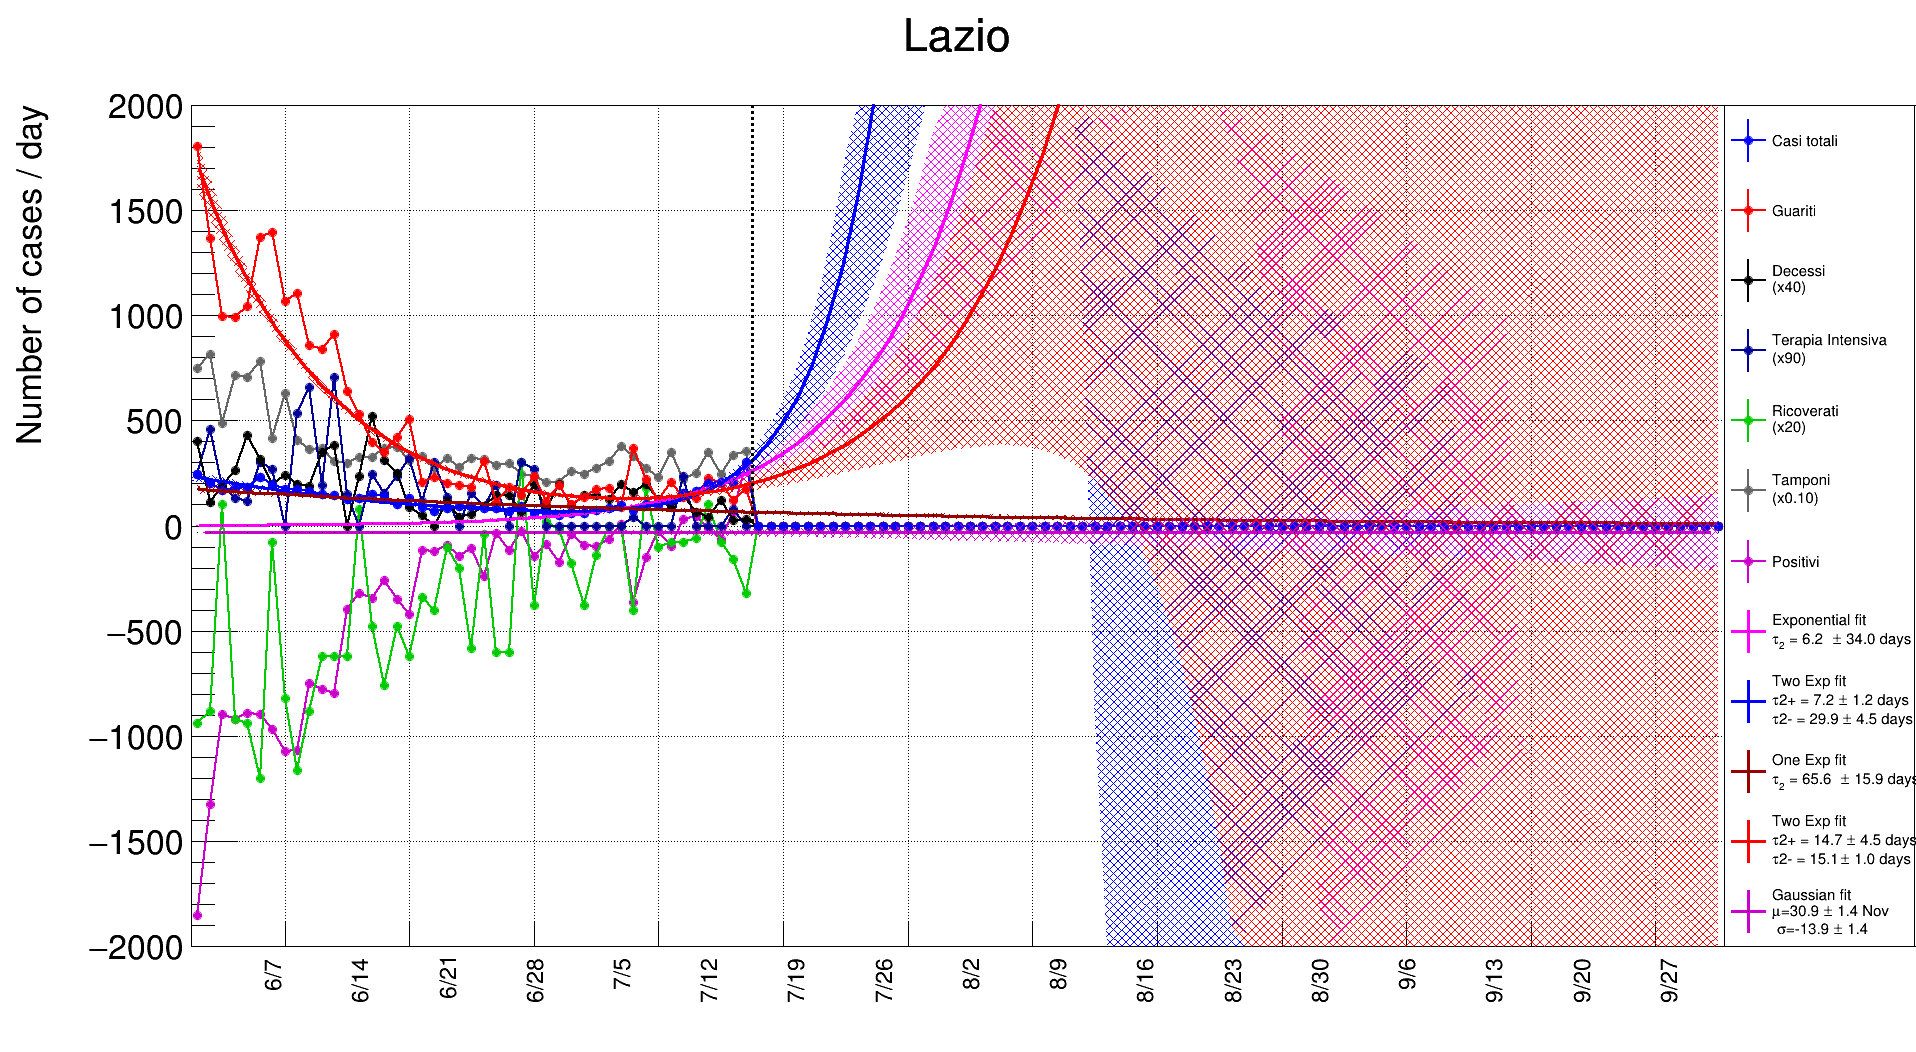 Lazio
Number of cases / day
2000
1500
1000
500
0
−500
−1000
−1500
−2000
6/7
6/14
6/21
6/28
7/5
7/12
7/19
7/26
8/2
8/9
8/16
8/23
8/30
9/6
9/13
9/20
9/27
Casi totali
Guariti
Decessi
(x40)
Terapia Intensiva
(x90)
Ricoverati
(x20)
Tamponi
(x0.10)
Positivi
Exponential fit
τ2 = 6.2 ± 34.0 days
Two Exp fit
τ2+ = 7.2 ± 1.2 days
τ2- = 29.9 ± 4.5 days
One Exp fit
τ2 = 65.6 ± 15.9 days
Two Exp fit
τ2+ = 14.7 ± 4.5 days
τ2- = 15.1 ± 1.0 days
Gaussian fit
μ=30.9 ± 1.4 Nov
σ=-13.9 ± 1.4